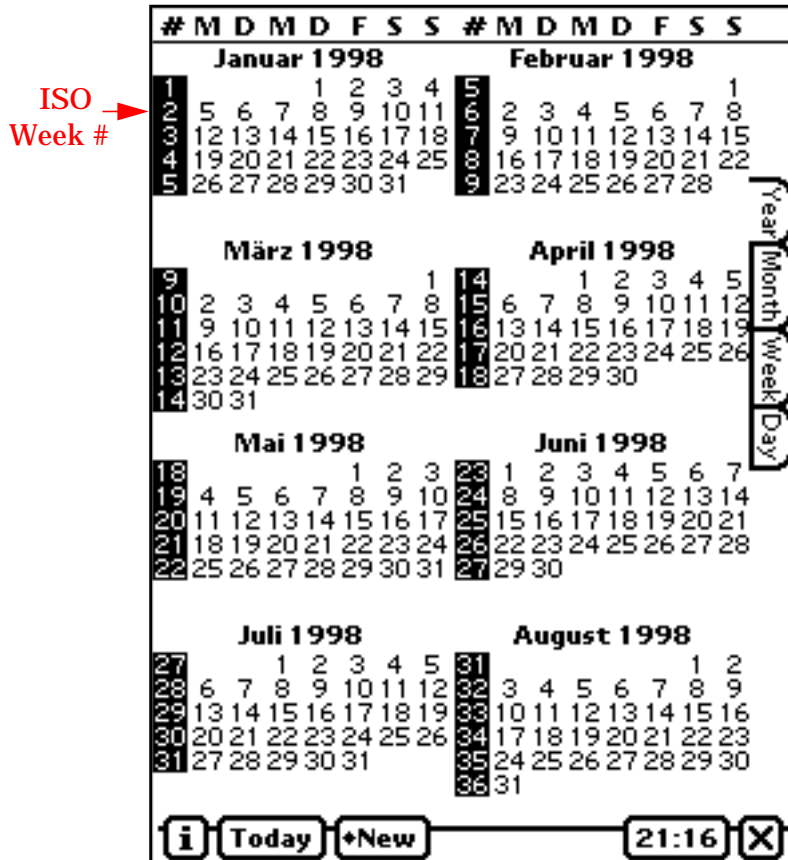 # M D M D F S S # M D M D F S S
Januar 1998 Februar 1998
1 1 2 3 4 5 1
ISO
Week #
2 5 6 7 8 9 10 11 6 2 3 4 5 6 7 8
3 12 13 14 15 16 17 18 7 9 10 11 12 13 14 15
4 19 20 21 22 23 24 25 8 16 17 18 19 20 21 22
5 26 27 28 29 30 31 9 23 24 25 26 27 28
Year
Month
Week
Day
März 1998 April 1998
9 1 14 1 2 3 4 5
10 2 3 4 5 6 7 8 15 6 7 8 9 10 11 12
11 9 10 11 12 13 14 15 16 13 14 15 16 17 18 19
12 16 17 18 19 20 21 22 17 20 21 22 23 24 25 26
13 23 24 25 26 27 28 29 18 27 28 29 30
14 30 31
Mai 1998 Juni 1998
18 1 2 3 23 1 2 3 4 5 6 7
19 4 5 6 7 8 9 10 24 8 9 10 11 12 13 14
20 11 12 13 14 15 16 17 25 15 16 17 18 19 20 21
21 18 19 20 21 22 23 24 26 22 23 24 25 26 27 28
22 25 26 27 28 29 30 31 27 29 30
Juli 1998 August 1998
27 1 2 3 4 5 31 1 2
28 6 7 8 9 10 11 12 32 3 4 5 6 7 8 9
29 13 14 15 16 17 18 19 33 10 11 12 13 14 15 16
30 20 21 22 23 24 25 26 34 17 18 19 20 21 22 23
31 27 28 29 30 31 35 24 25 26 27 28 29 30
36 31
i Today New 21:16 X